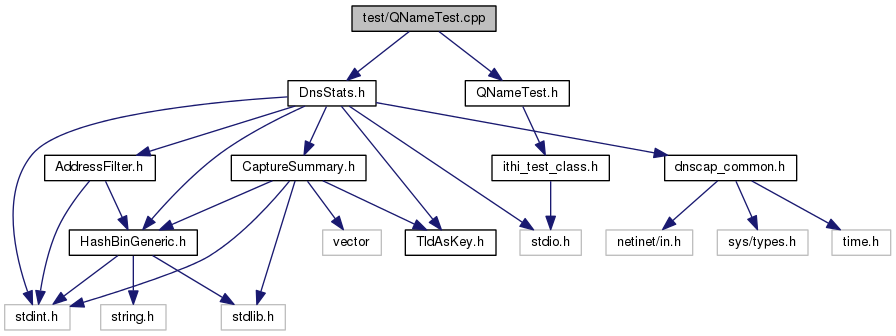 test/QNameTest.cpp
DnsStats.h
QNameTest.h
AddressFilter.h
CaptureSummary.h
ithi_test_class.h
dnscap_common.h
HashBinGeneric.h
vector
TldAsKey.h
stdio.h
netinet/in.h
sys/types.h
time.h
stdint.h
string.h
stdlib.h